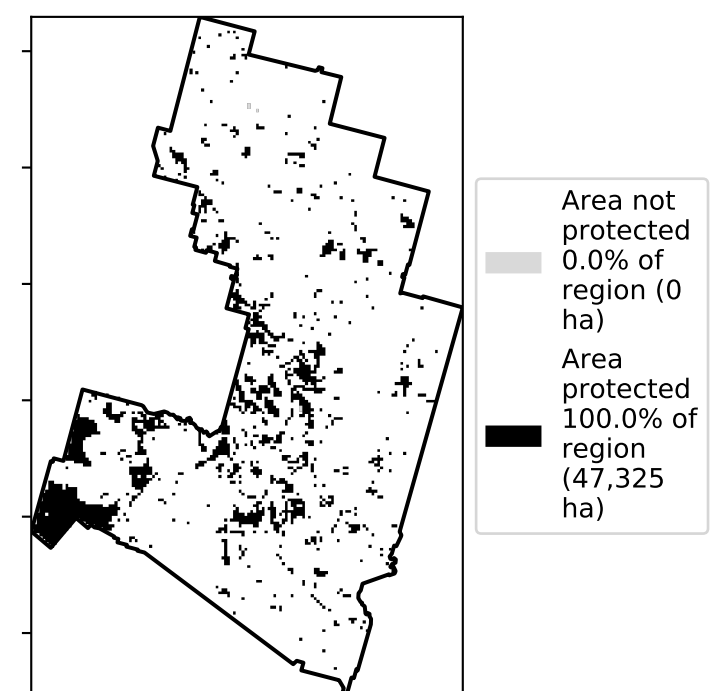 Area not
protected
0.0% of
region (0
ha)
Area
protected
100.0% of
region
(47,325
ha)